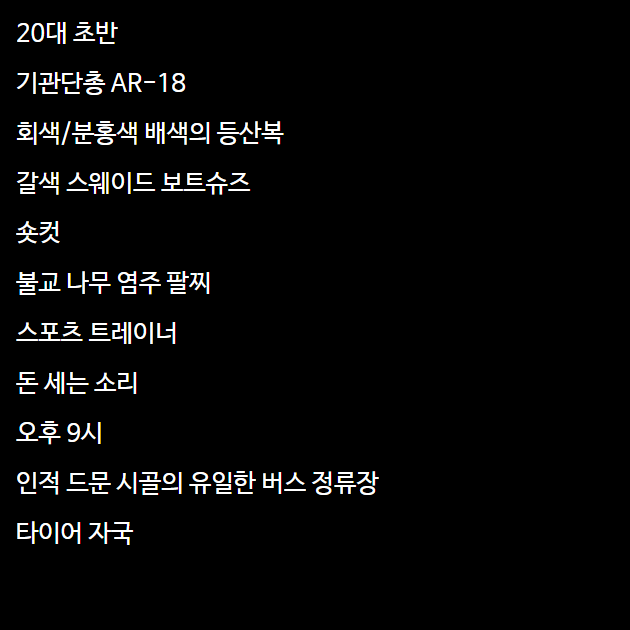 20대 초반
기관단총 AR-18
회색/분홍색 배색의 등산복
갈색 스웨이드 보트슈즈
숏컷
불교 나무 염주 팔찌
스포츠 트레이너
돈 세는 소리
오후 9시
인적 드문 시골의 유일한 버스 정류장
타이어 자국